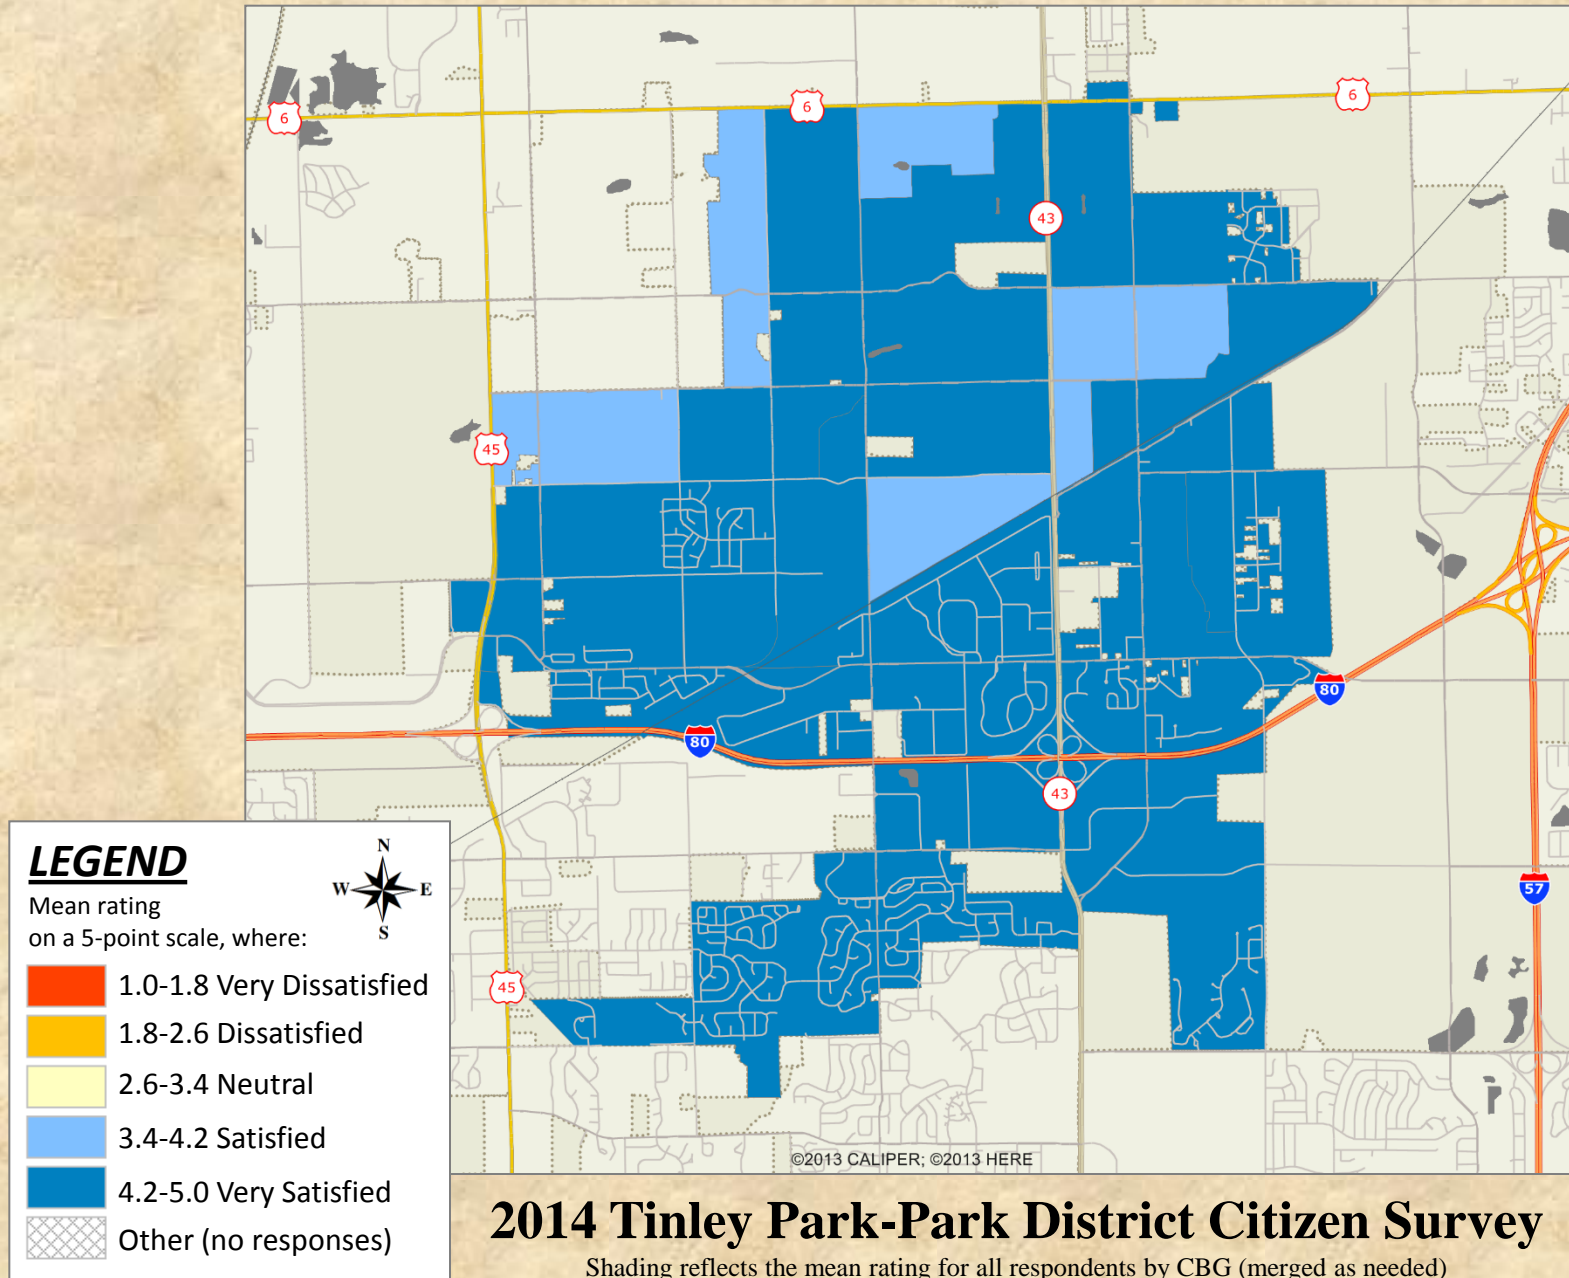 6
6
6
43
45
80
80
43
57
45
©2013 CALIPER; ©2013 HERE
LEGEND
N
W E
S
Mean rating
on a 5-point scale, where:
1.0-1.8 Very Dissatisfied
1.8-2.6 Dissatisfied
2.6-3.4 Neutral
3.4-4.2 Satisfied
4.2-5.0 Very Satisfied
Other (no responses)
2014 Tinley Park-Park District Citizen Survey
Shading reflects the mean rating for all respondents by CBG (merged as needed)